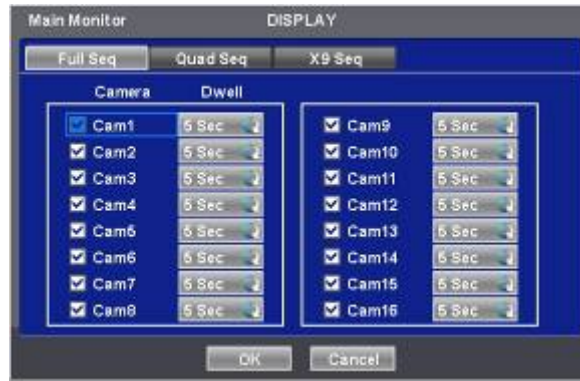 Main Monitor DISPLAY
Full Seq Quad Seq X9 Seq
Camera Dwell
Cam1 5 Sec
Cam2 5 Sec
Cam3 5 Sec
Cam4 5 Sec
Cam5 5 Sec
Cam6 5 Sec
Cam7 5 Sec
Cam8 5 Sec
Cam9 5 Sec
Cam10 5 Sec
Cam11 5 Sec
Cam12 5 Sec
Cam13 5 Sec
Cam14 5 Sec
Cam15 5 Sec
Cam16 5 Sec
OK Cancel